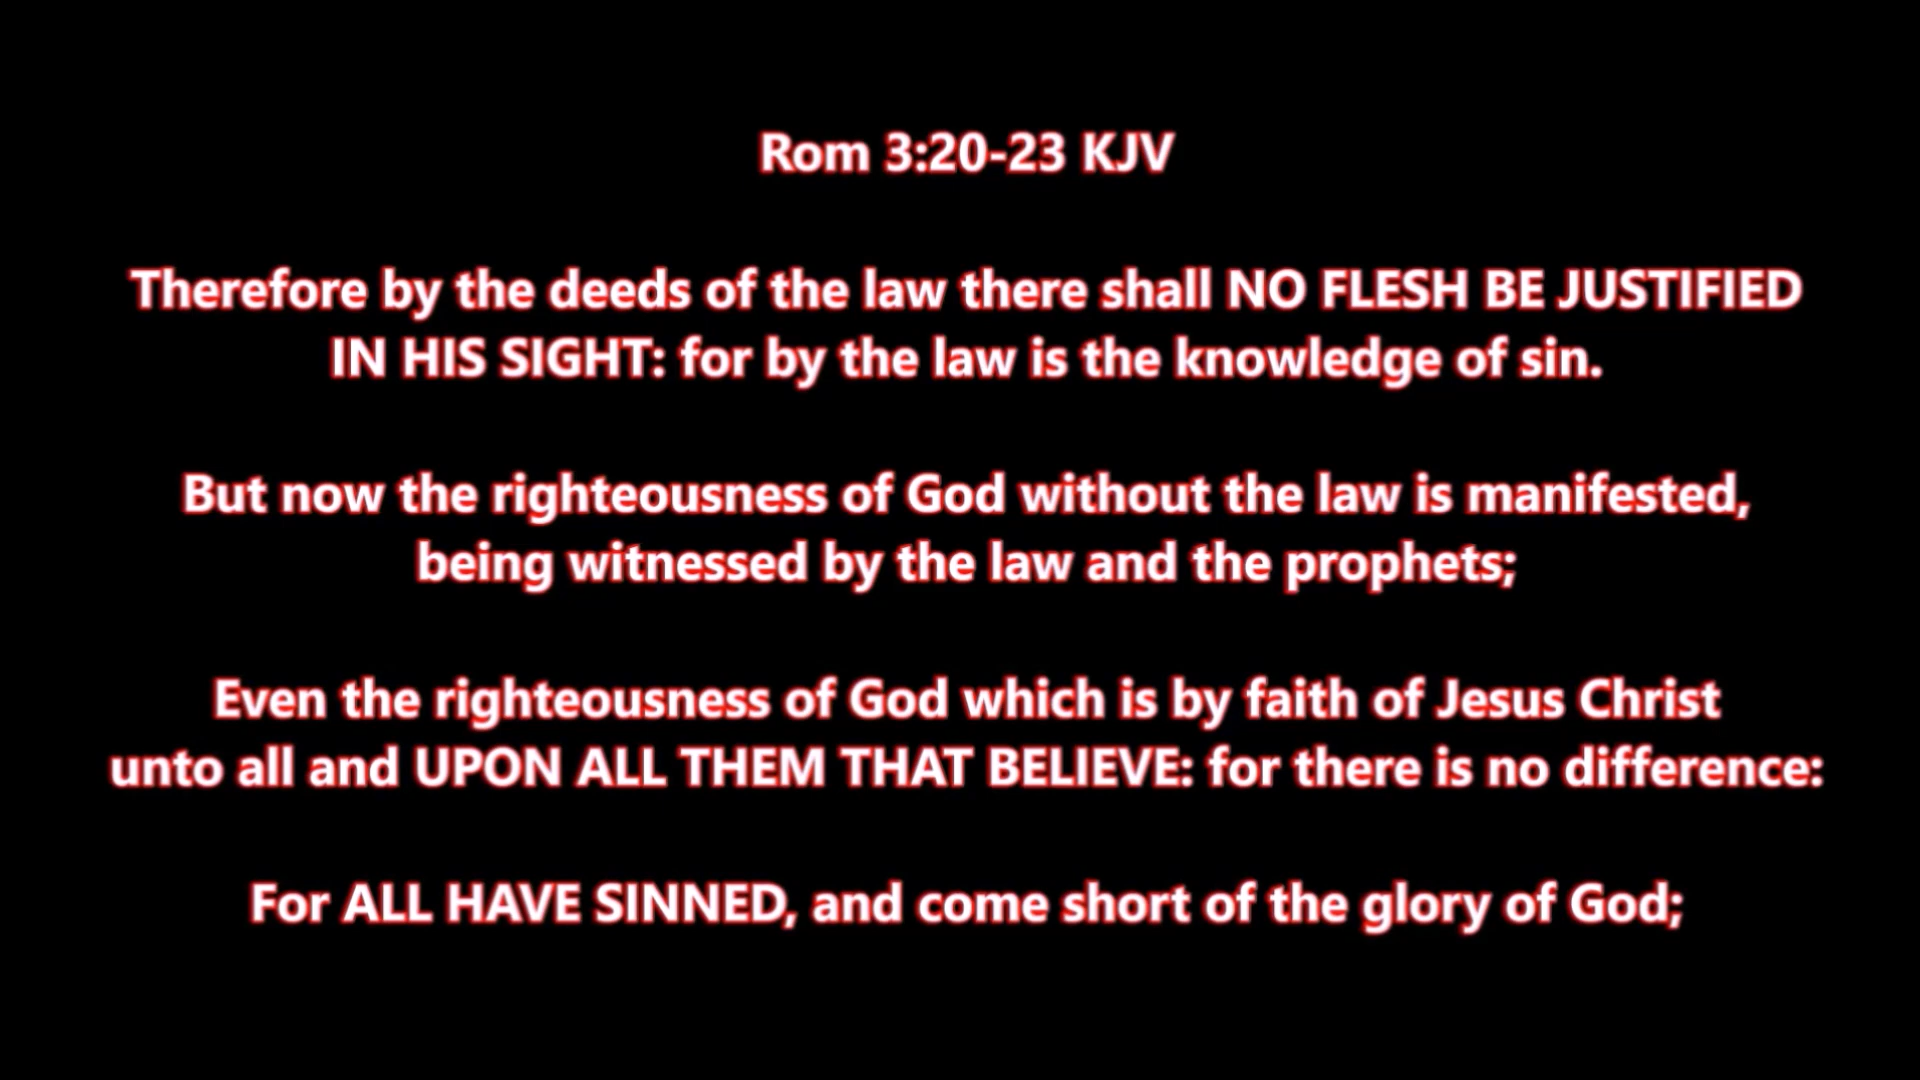 Rom 3:20-23 KJV
Therefore by the deeds of the law there shall NO FLESH BE JUSTIFIED
IN HIS SIGHT: for by the law is the knowledge of sin.
But now the righteousness of God without the law is manifested,
being witnessed by the law and the prophets;
Even the righteousness of God which is by faith of Jesus Christ
unto all and UPON ALL THEM THAT BELIEVE: for there is no difference:
For ALL HAVE SINNED, and come short of the glory of God;